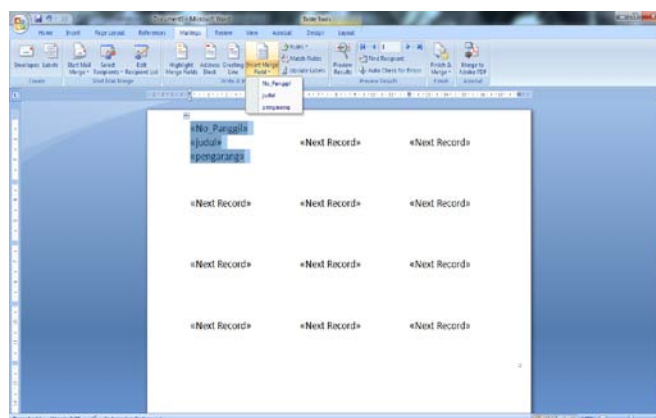 Document1 - Microsoft Word
Table Tools
Home Insert Page Layout References Mailings Review View Acrobat Design Layout
Envelopes Labels
Start Mail Merge
Select Recipients
Edit Recipient List
Highlight Merge Fields
Address Block
Greeting Line
Insert Merge Field
Rules
Match Fields
Update Labels
Preview Results
1
Find Recipient
Auto Check for Errors
Finish & Merge
Merge to Adobe PDF
Create
Start Mail Merge
Preview Results
Finish
Acrobat
No_Panggil
judul
pengarang
«No_Panggil»
«judul» «Next Record» «Next Record»
«pengarang»
«Next Record» «Next Record» «Next Record»
«Next Record» «Next Record» «Next Record»
«Next Record» «Next Record» «Next Record»